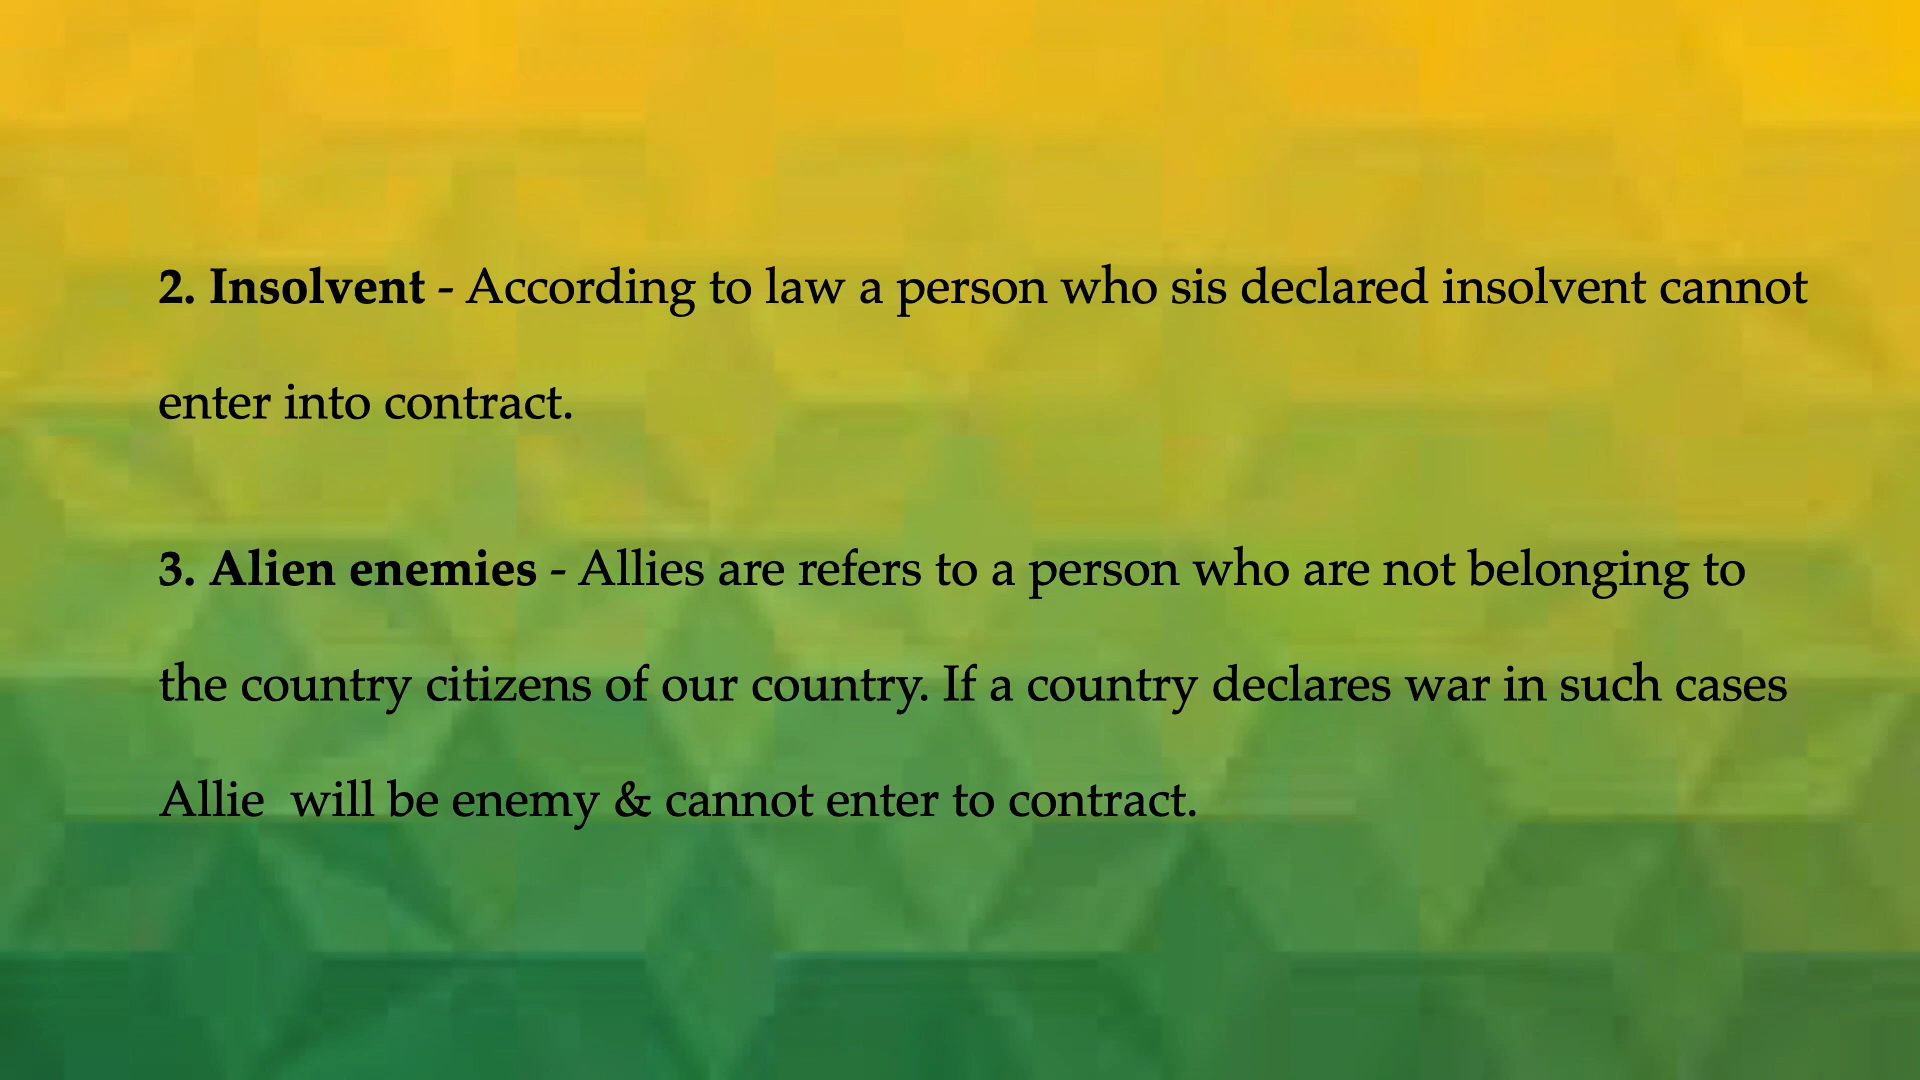 2. Insolvent - According to law a person who sis declared insolvent cannot
enter into contract.
3. Alien enemies - Allies are refers to a person who are not belonging to
the country citizens of our country. If a country declares war in such cases
Allie  will be enemy & cannot enter to contract.